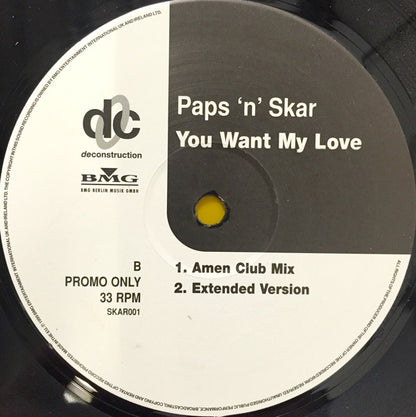 dc
deconstruction
BMG
BMG BERLIN MUSIK GMBH
Paps ‘n’ Skar
You Want My Love
B
PROMO ONLY
33 RPM
SKAR001
1. Amen Club Mix
2. Extended Version